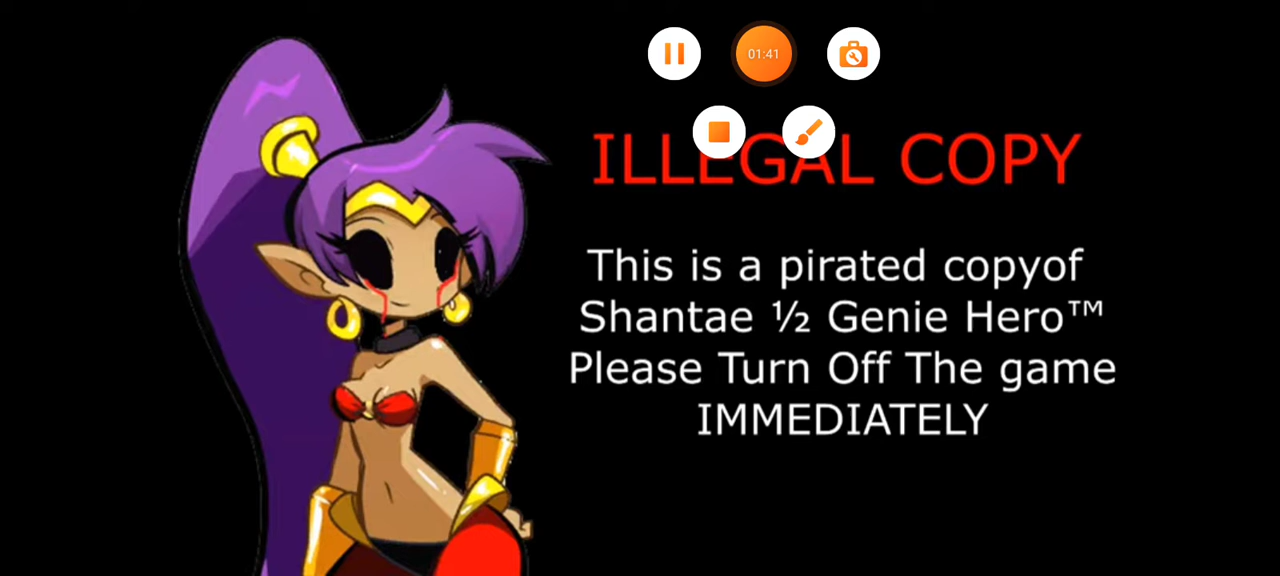 01:41
ILLEGAL COPY
This is a pirated copyof
Shantae ½ Genie Hero™
Please Turn Off The game
IMMEDIATELY